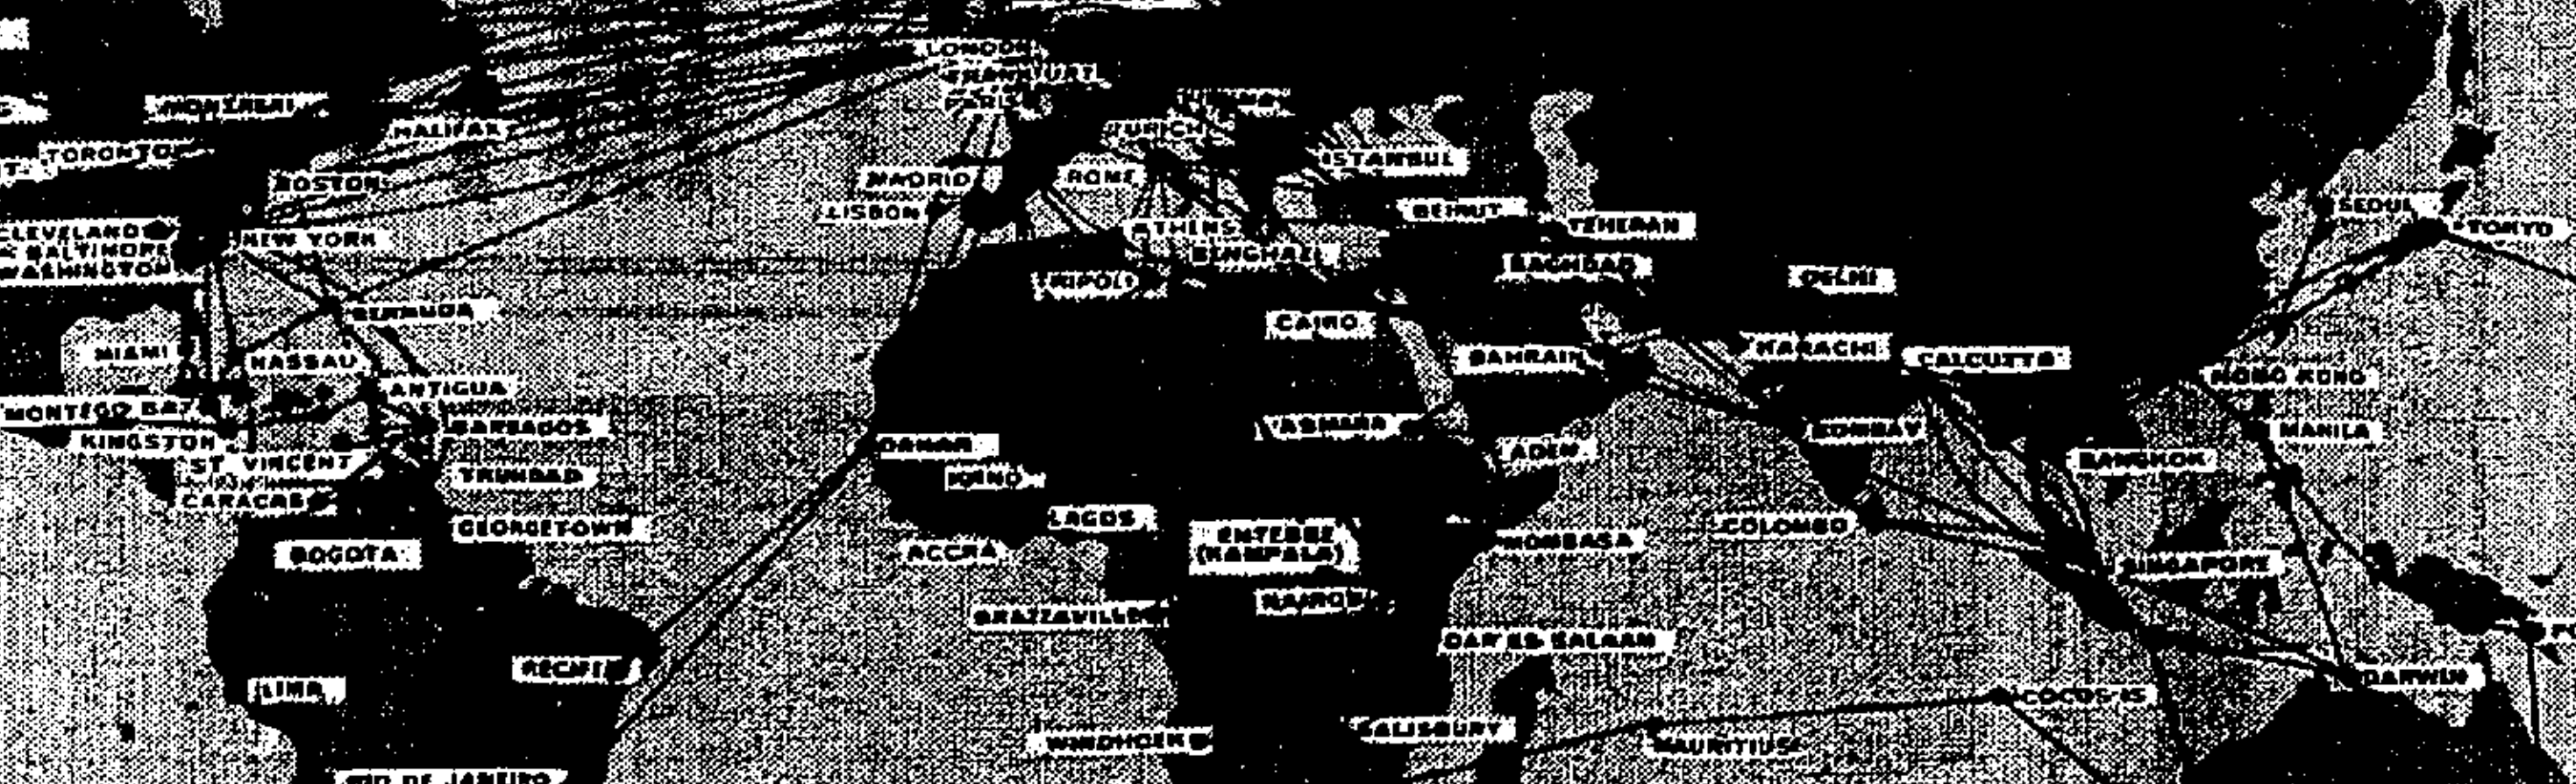 LONDON
FRANKFURT
PARIS
MONTREAL
HALIFAX
ZURICH
TORONTO
ISTANBUL
BOSTON
MADRID
ROME
LISBON
BEIRUT
SEOUL
CLEVELAND
NEW YORK
ATHENS
TEHERAN
TOKYO
BALTIMORE
BENGHAZI
WASHINGTON
BAGHDAD
DELHI
TRIPOLI
BERMUDA
CAIRO
MIAMI
NASSAU
BAHRAIN
KARACHI
CALCUTTA
HONG KONG
ANTIGUA
MONTEGO BAY
KINGSTON
BARBADOS
ASMARA
BOMBAY
MANILA
DAKAR
ADEN
ST. VINCENT
TRINIDAD
KANO
BANGKOK
CARACAS
GEORGETOWN
LAGOS
COLOMBO
BOGOTA
ACCRA
ENTEBBE
(KAMPALA)
MOMBASA
SINGAPORE
BRAZZAVILLE
NAIROBI
DAR ES SALAAM
RECIFE
LIMA
DARWIN
COCOS IS
WINDHOEK
SALISBURY
MAURITIUS
RIO DE JANEIRO